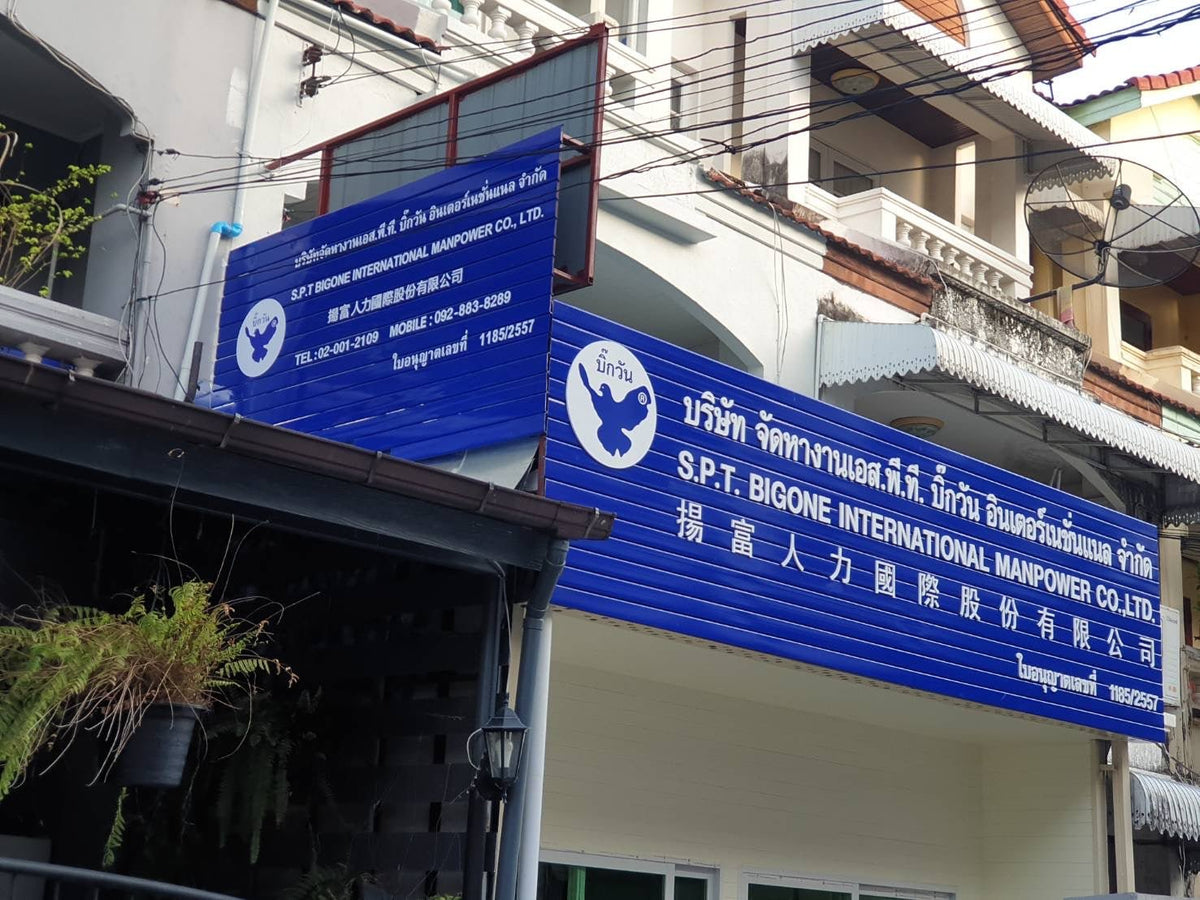 บริษัทจัดหางานเอส.พี.ที. บิ๊กวัน อินเตอร์เนชั่นแนล จำกัด
S.P.T BIGONE INTERNATIONAL MANPOWER CO., LTD.
揚富人力國際股份有限公司
TEL : 02-001-2109 MOBILE : 092-883-8289
ใบอนุญาตเลขที่ 1185/2557
บิ๊กวัน
บิ๊กวัน
®
บริษัท จัดหางานเอส.พี.ที. บิ๊กวัน อินเตอร์เนชั่นแนล จำกัด
S.P.T. BIGONE INTERNATIONAL MANPOWER CO.,LTD.
揚富人力國際股份有限公司
ใบอนุญาตเลขที่ 1185/2557